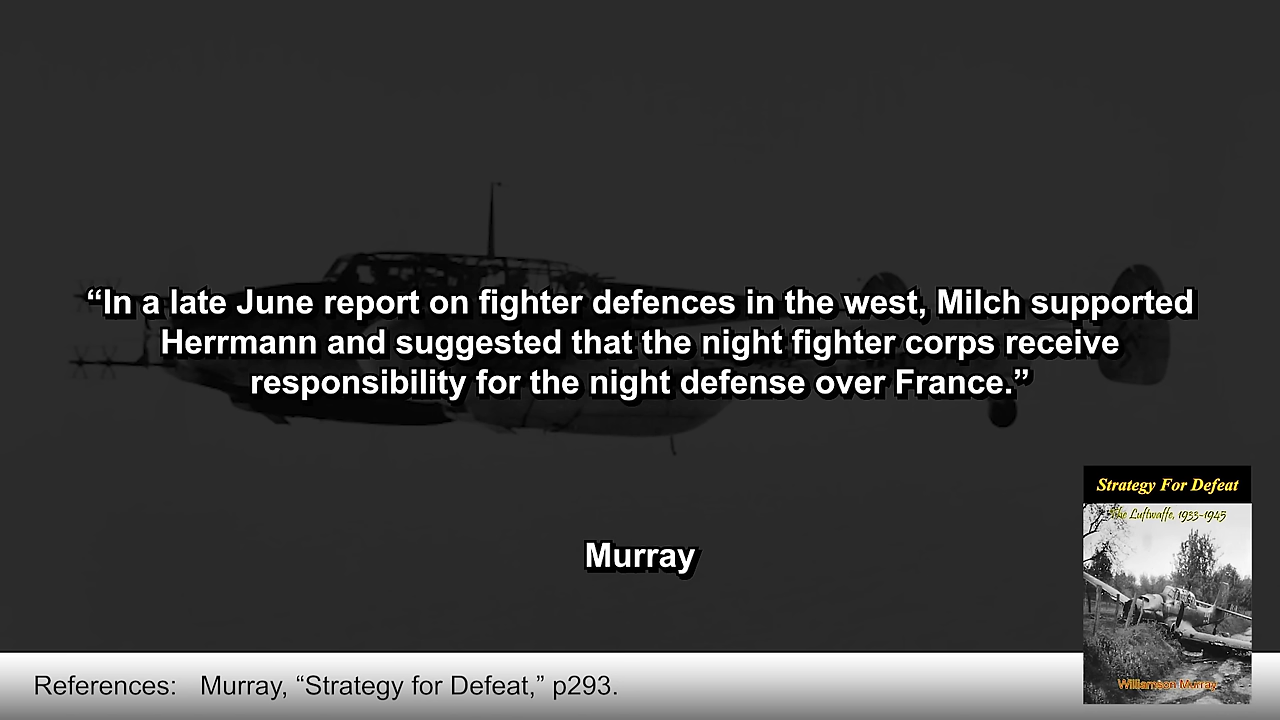 “In a late June report on fighter defences in the west, Milch supported
Herrmann and suggested that the night fighter corps receive
responsibility for the night defense over France.”
Murray
Strategy For Defeat
The Luftwaffe, 1933-1945
Williamson Murray
References: Murray, “Strategy for Defeat,” p293.